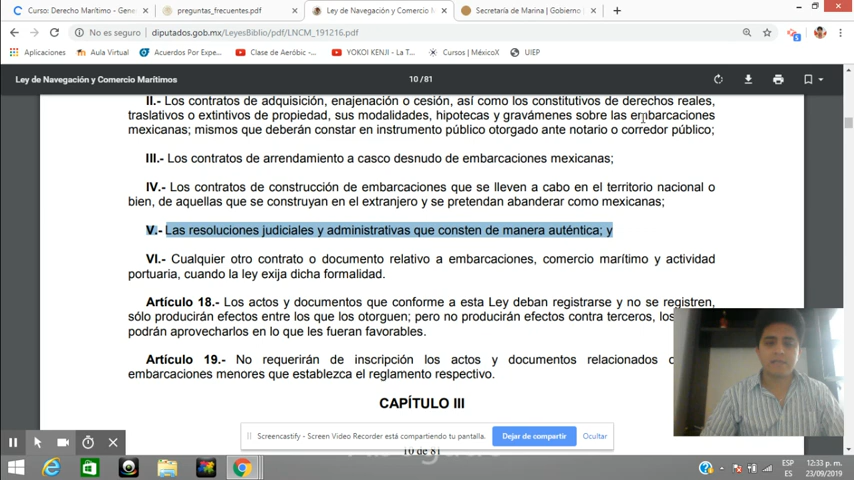 Curso: Derecho Marítimo - Gene
preguntas_frecuentes.pdf
Ley de Navegación y Comercio M
Secretaría de Marina | Gobierno
No es seguro | diputados.gob.mx/LeyesBiblio/pdf/LNCM_191216.pdf
Aplicaciones
Aula Virtual
Acuerdos Por Expe...
Clase de Aeróbic -...
YOKOI KENJI - La T...
Cursos | MéxicoX
UIEP
Ley de Navegación y Comercio Marítimos
10 / 81
II.- Los contratos de adquisición, enajenación o cesión, así como los constitutivos de derechos reales,
traslativos o extintivos de propiedad, sus modalidades, hipotecas y gravámenes sobre las embarcaciones
mexicanas; mismos que deberán constar en instrumento público otorgado ante notario o corredor público;
III.- Los contratos de arrendamiento a casco desnudo de embarcaciones mexicanas;
IV.- Los contratos de construcción de embarcaciones que se lleven a cabo en el territorio nacional o
bien, de aquellas que se construyan en el extranjero y se pretendan abanderar como mexicanas;
V.- Las resoluciones judiciales y administrativas que consten de manera auténtica; y
VI.- Cualquier otro contrato o documento relativo a embarcaciones, comercio marítimo y actividad
portuaria, cuando la ley exija dicha formalidad.
Artículo 18.- Los actos y documentos que conforme a esta Ley deban registrarse y no se registren,
sólo producirán efectos entre los que los otorguen; pero no producirán efectos contra terceros, los
podrán aprovecharlos en lo que les fueran favorables.
Artículo 19.- No requerirán de inscripción los actos y documentos relacionados
embarcaciones menores que establezca el reglamento respectivo.
CAPÍTULO III
Screencastify - Screen Video Recorder está compartiendo tu pantalla.
Dejar de compartir
Ocultar
10 de 81
ESP
ES
12:33 p. m.
23/09/2019